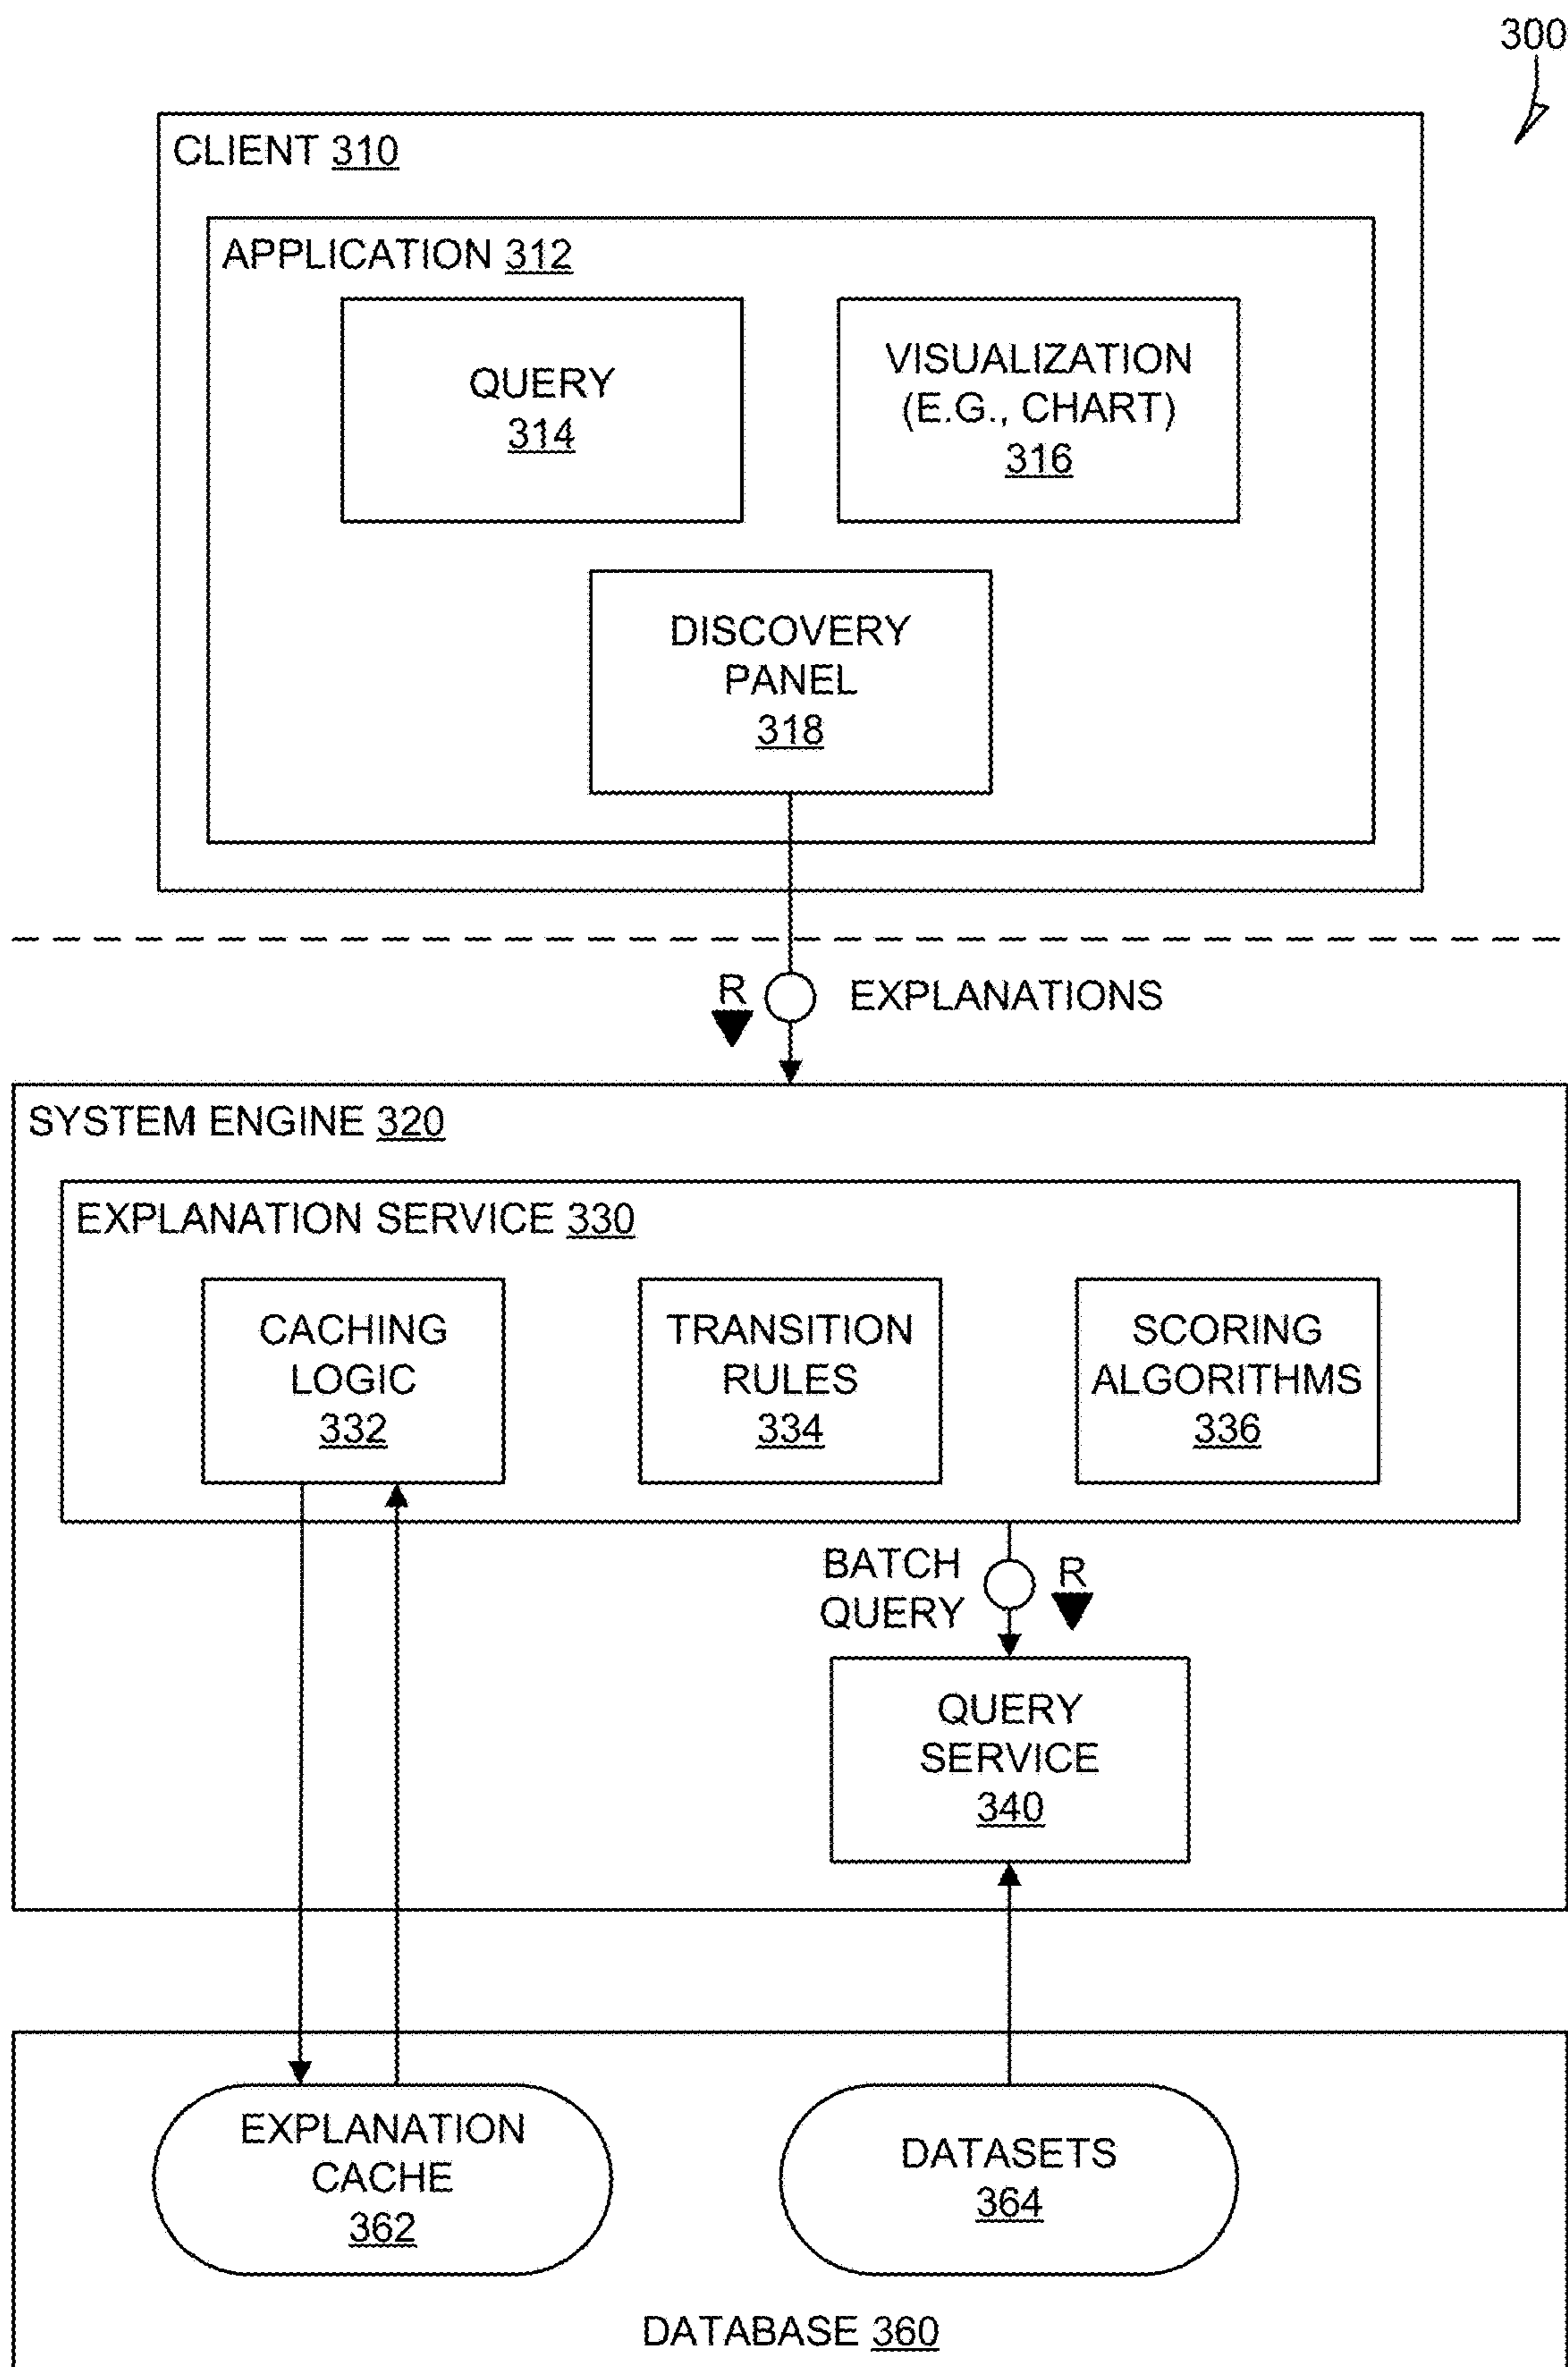 300
CLIENT 310
APPLICATION 312
QUERY
314
VISUALIZATION
(E.G., CHART)
316
DISCOVERY
PANEL
318
R
EXPLANATIONS
SYSTEM ENGINE 320
EXPLANATION SERVICE 330
CACHING
LOGIC
332
TRANSITION
RULES
334
SCORING
ALGORITHMS
336
BATCH
QUERY
R
QUERY
SERVICE
340
EXPLANATION
CACHE
362
DATASETS
364
DATABASE 360